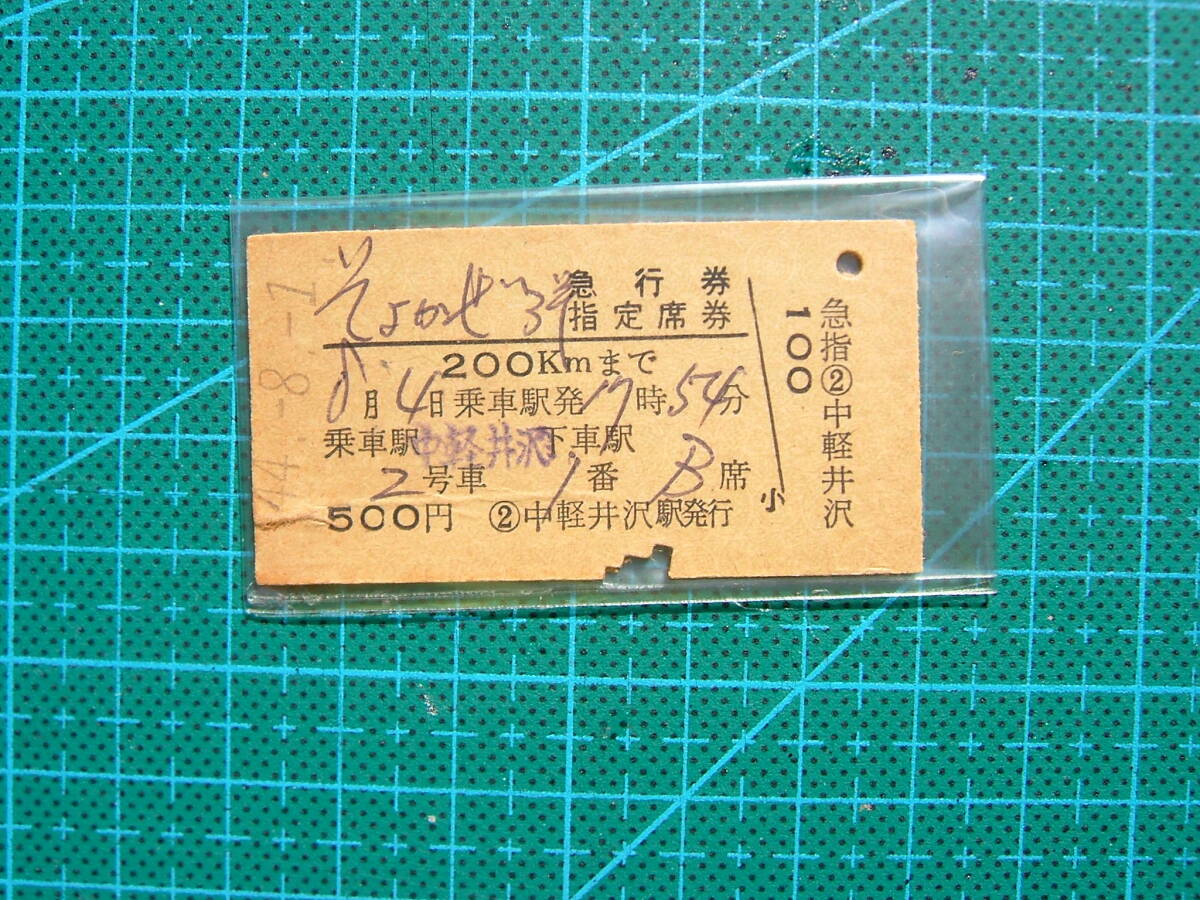 44.-8.-1
そよかぜ
急行券
指定席券
200Kmまで
8月4日 乗車駅発17時54分
乗車駅 中軽井沢 下車駅
2号車 1番 B席
500円 ②中軽井沢駅発行
小
100
急指②中軽井沢